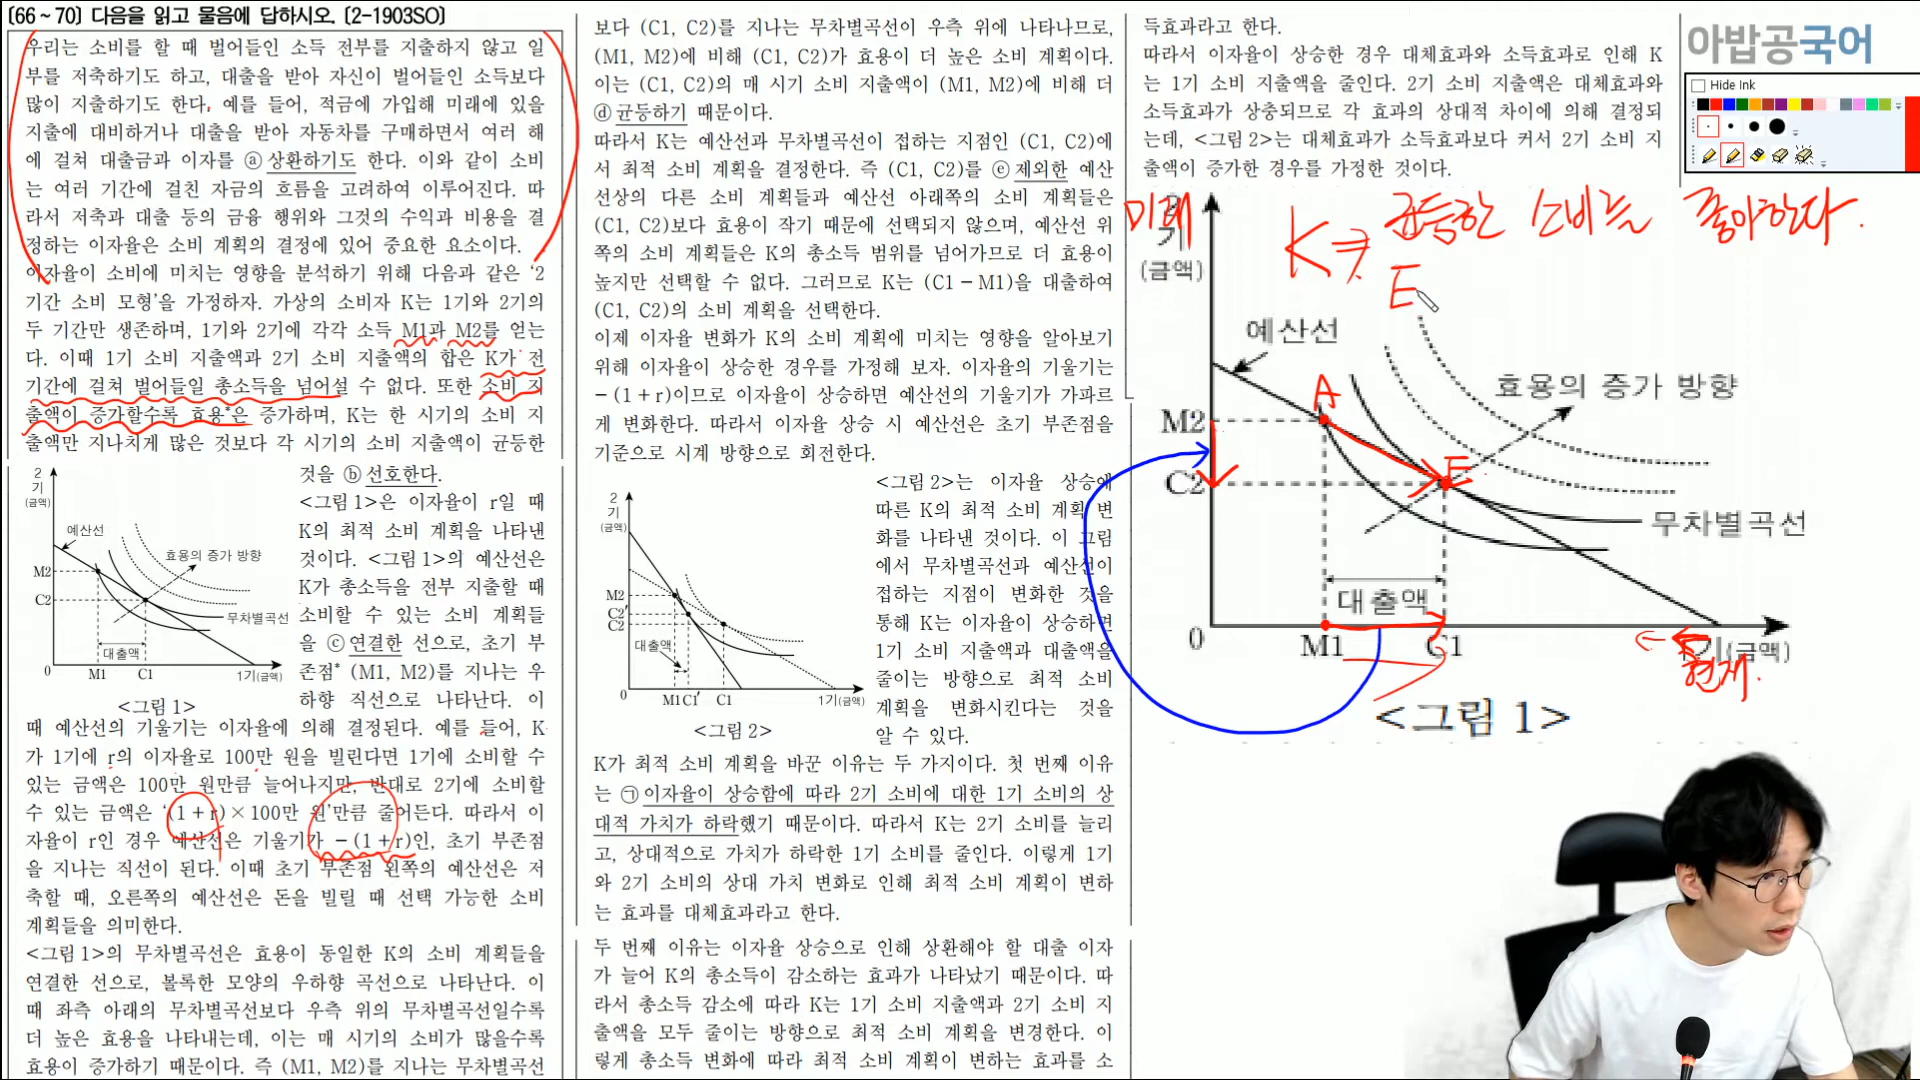 [66 ~ 70] 다음을 읽고 물음에 답하시오. [2-1903SO]
우리는 소비를 할 때 벌어들인 소득 전부를 지출하지 않고 일
부를 저축하기도 하고, 대출을 받아 자신이 벌어들인 소득보다
많이 지출하기도 한다. 예를 들어, 적금에 가입해 미래에 있을
지출에 대비하거나 대출을 받아 자동차를 구매하면서 여러 해
에 걸쳐 대출금과 이자를 ⓐ 상환하기도 한다. 이와 같이 소비
는 여러 기간에 걸친 자금의 흐름을 고려하여 이루어진다. 따
라서 저축과 대출 등의 금융 행위와 그것의 수익과 비용을 결
정하는 이자율은 소비 계획의 결정에 있어 중요한 요소이다.
이자율이 소비에 미치는 영향을 분석하기 위해 다음과 같은 '2
기간 소비 모형'을 가정하자. 가상의 소비자 K는 1기와 2기의
두 기간만 생존하며, 1기와 2기에 각각 소득 M1과 M2를 얻는
다. 이때 1기 소비 지출액과 2기 소비 지출액의 합은 K가 전
기간에 걸쳐 벌어들일 총소득을 넘어설 수 없다. 또한 소비 지
출액이 증가할수록 효용*은 증가하며, K는 한 시기의 소비 지
출액만 지나치게 많은 것보다 각 시기의 소비 지출액이 균등한
것을 ⓑ 선호한다.
<그림 1>은 이자율이 r일 때
K의 최적 소비 계획을 나타낸
것이다. <그림 1>의 예산선은
K가 총소득을 전부 지출할 때
소비할 수 있는 소비 계획들
을 ⓒ 연결한 선으로, 초기 부
존점* (M1, M2)를 지나는 우
하향 직선으로 나타난다. 이
2
기
(금액)
예산선
효용의 증가 방향
M2
C2
무차별곡선
대출액
0
M1
C1
1기(금액)
<그림 1>
때 예산선의 기울기는 이자율에 의해 결정된다. 예를 들어, K
가 1기에 r의 이자율로 100만 원을 빌린다면 1기에 소비할 수
있는 금액은 100만 원만큼 늘어나지만, 반대로 2기에 소비할
수 있는 금액은 '(1+r)×100만 원'만큼 줄어든다. 따라서 이
자율이 r인 경우 예산선은 기울기가 -(1+r)인, 초기 부존점
을 지나는 직선이 된다. 이때 초기 부존점 왼쪽의 예산선은 저
축할 때, 오른쪽의 예산선은 돈을 빌릴 때 선택 가능한 소비
계획들을 의미한다.
<그림 1>의 무차별곡선은 효용이 동일한 K의 소비 계획들을
연결한 선으로, 볼록한 모양의 우하향 곡선으로 나타난다. 이
때 좌측 아래의 무차별곡선보다 우측 위의 무차별곡선일수록
더 높은 효용을 나타내는데, 이는 매 시기의 소비가 많을수록
효용이 증가하기 때문이다. 즉 (M1, M2)를 지나는 무차별곡선
보다 (C1, C2)를 지나는 무차별곡선이 우측 위에 나타나므로,
(M1, M2)에 비해 (C1, C2)가 효용이 더 높은 소비 계획이다.
이는 (C1, C2)의 매 시기 소비 지출액이 (M1, M2)에 비해 더
ⓓ 균등하기 때문이다.
따라서 K는 예산선과 무차별곡선이 접하는 지점인 (C1, C2)에
서 최적 소비 계획을 결정한다. 즉 (C1, C2)를 ⓔ 제외한 예산
선상의 다른 소비 계획들과 예산선 아래쪽의 소비 계획들은
(C1, C2)보다 효용이 작기 때문에 선택되지 않으며, 예산선 위
쪽의 소비 계획들은 K의 총소득 범위를 넘어가므로 더 효용이
높지만 선택할 수 없다. 그러므로 K는 (C1-M1)을 대출하여
(C1, C2)의 소비 계획을 선택한다.
이제 이자율 변화가 K의 소비 계획에 미치는 영향을 알아보기
위해 이자율이 상승한 경우를 가정해 보자. 이자율의 기울기는
-(1+r)이므로 이자율이 상승하면 예산선의 기울기가 가파르
게 변화한다. 따라서 이자율 상승 시 예산선은 초기 부존점을
기준으로 시계 방향으로 회전한다.
2
기
(금액)
M2
C2'
C2
대출액
0
M1
C1'
C1
1기(금액)
<그림 2>
<그림 2>는 이자율 상승에
따른 K의 최적 소비 계획 변
화를 나타낸 것이다. 이 그림
에서 무차별곡선과 예산선이
접하는 지점이 변화한 것을
통해 K는 이자율이 상승하면
1기 소비 지출액과 대출액을
줄이는 방향으로 최적 소비
계획을 변화시킨다는 것을
알 수 있다.
K가 최적 소비 계획을 바꾼 이유는 두 가지이다. 첫 번째 이유
는 ㉠ 이자율이 상승함에 따라 2기 소비에 대한 1기 소비의 상
대적 가치가 하락했기 때문이다. 따라서 K는 2기 소비를 늘리
고, 상대적으로 가치가 하락한 1기 소비를 줄인다. 이렇게 1기
와 2기 소비의 상대 가치 변화로 인해 최적 소비 계획이 변하
는 효과를 대체효과라고 한다.
두 번째 이유는 이자율 상승으로 인해 상환해야 할 대출 이자
가 늘어 K의 총소득이 감소하는 효과가 나타났기 때문이다. 따
라서 총소득 감소에 따라 K는 1기 소비 지출액과 2기 소비 지
출액을 모두 줄이는 방향으로 최적 소비 계획을 변경한다. 이
렇게 총소득 변화에 따라 최적 소비 계획이 변하는 효과를 소
득효과라고 한다.
따라서 이자율이 상승한 경우 대체효과와 소득효과로 인해 K
는 1기 소비 지출액을 줄인다. 2기 소비 지출액은 대체효과와
소득효과가 상충되므로 각 효과의 상대적 차이에 의해 결정되
는데, <그림 2>는 대체효과가 소득효과보다 커서 2기 소비 지
출액이 증가한 경우를 가정한 것이다.
아밥공국어
Hide Ink
미래
기
(금액)
K는 균등한 소비를 좋아한다.
E
예산선
A
효용의 증가 방향
M2
E
C2
무차별곡선
대출액
0
M1
C1
기(금액)
현재.
<그림 1>